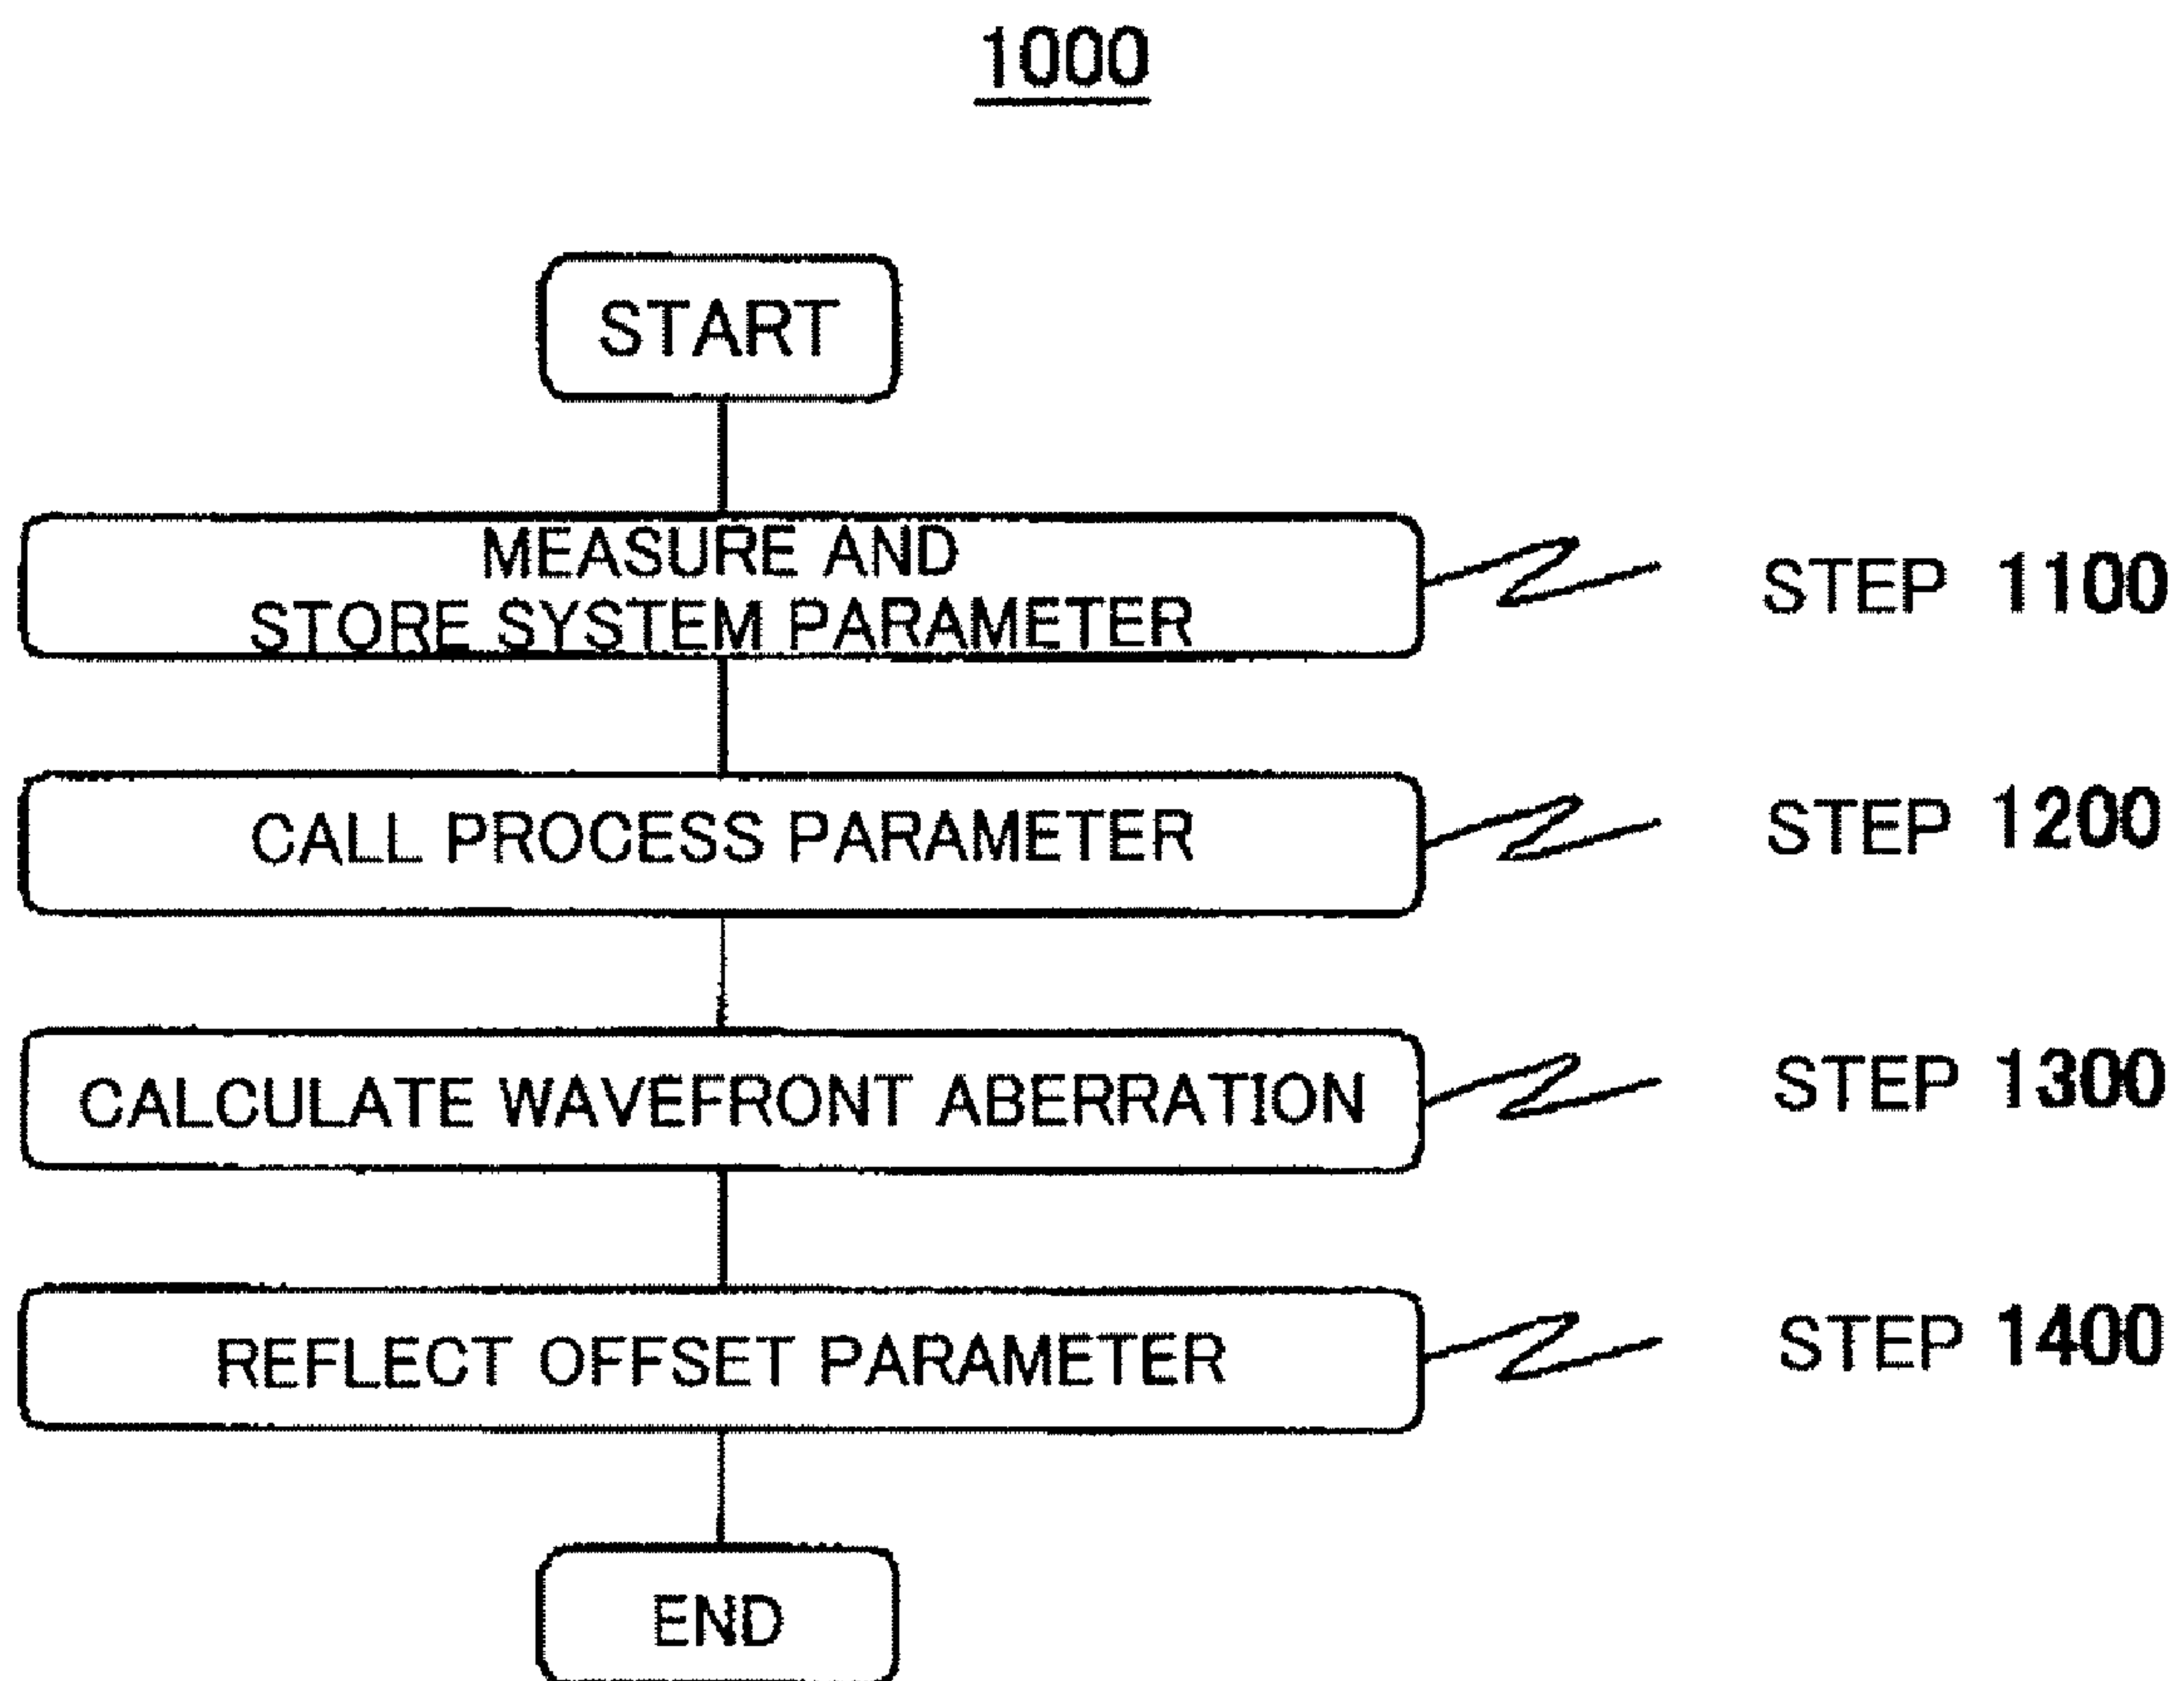 1000
START
MEASURE AND
STORE SYSTEM PARAMETER
STEP 1100
CALL PROCESS PARAMETER
STEP 1200
CALCULATE WAVEFRONT ABERRATION
STEP 1300
REFLECT OFFSET PARAMETER
STEP 1400
END